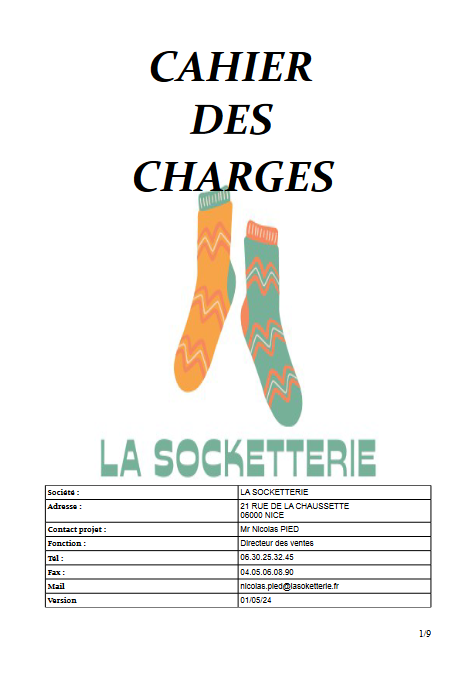 CAHIER
DES
CHARGES
LA SOCKETTERIE
Société : LA SOCKETTERIE
Adresse : 21 RUE DE LA CHAUSSETTE
06000 NICE
Contact projet : Mr Nicolas PIED
Fonction : Directeur des ventes
Tél : 06.30.25.32.45
Fax : 04.05.06.08.90
Mail nicolas.pied@lasoketterie.fr
Version 01/05/24
1/9